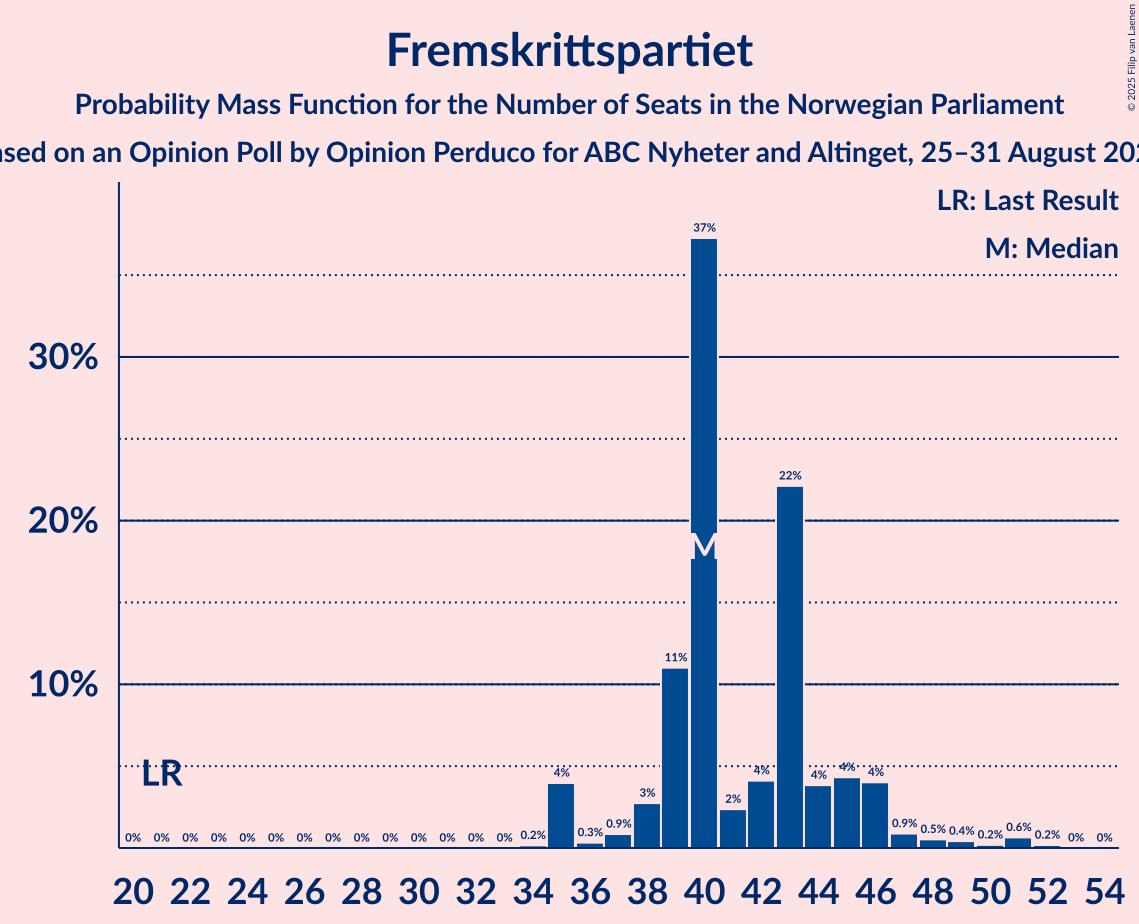 Fremskrittspartiet
Probability Mass Function for the Number of Seats in the Norwegian Parliament
ased on an Opinion Poll by Opinion Perduco for ABC Nyheter and Altinget, 25–31 August 202
© 2025 Filip van Laenen
LR: Last Result
M: Median
37%
30%
22%
20%
M
11%
10%
LR
0% 0% 0% 0% 0% 0% 0% 0% 0% 0% 0% 0% 0% 0% 0.2% 4% 0.3% 0.9% 3% 2% 4% 4% 4% 4% 0.9% 0.5% 0.4% 0.2% 0.6% 0.2% 0% 0%
20 22 24 26 28 30 32 34 36 38 40 42 44 46 48 50 52 54